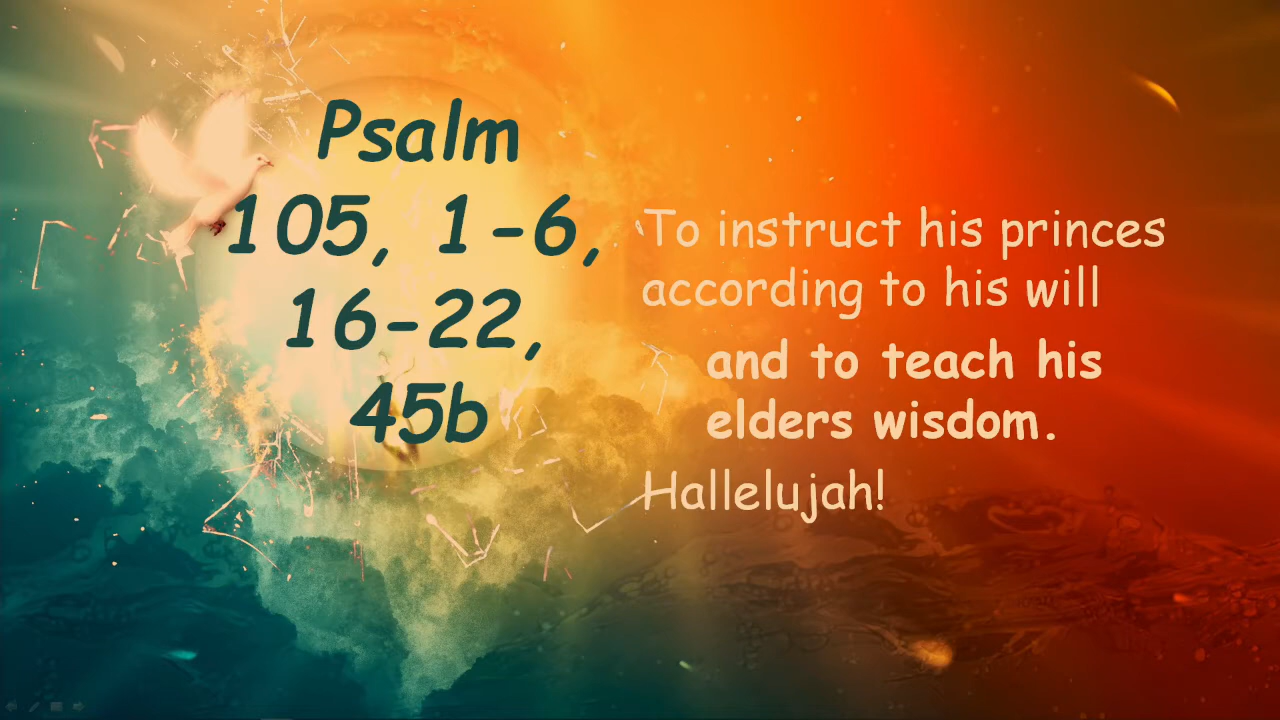 Psalm
105, 1-6,
16-22,
45b
To instruct his princes
according to his will
and to teach his
elders wisdom.
Hallelujah!